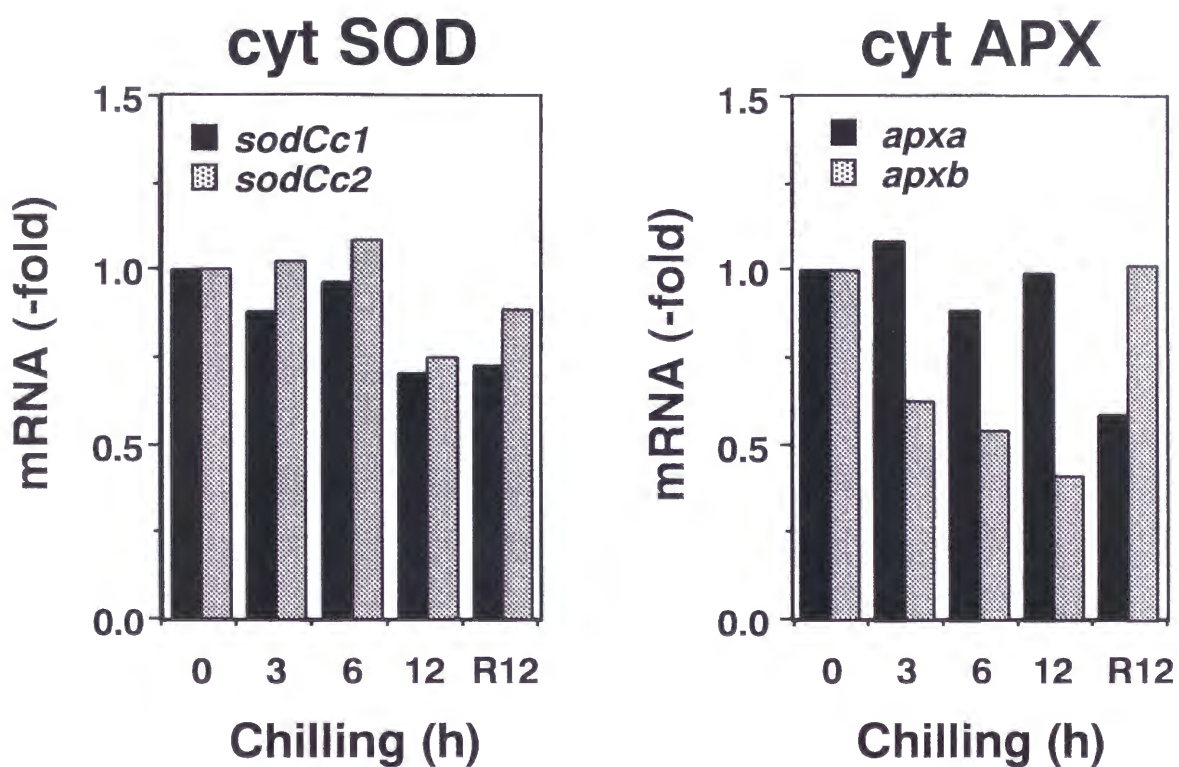 cyt SOD
mRNA (-fold)
1.5
1.0
0.5
0.0
sodCc1
sodCc2
0 3 6 12 R12
Chilling (h)
cyt APX
mRNA (-fold)
1.5
1.0
0.5
0.0
apxa
apxb
0 3 6 12 R12
Chilling (h)